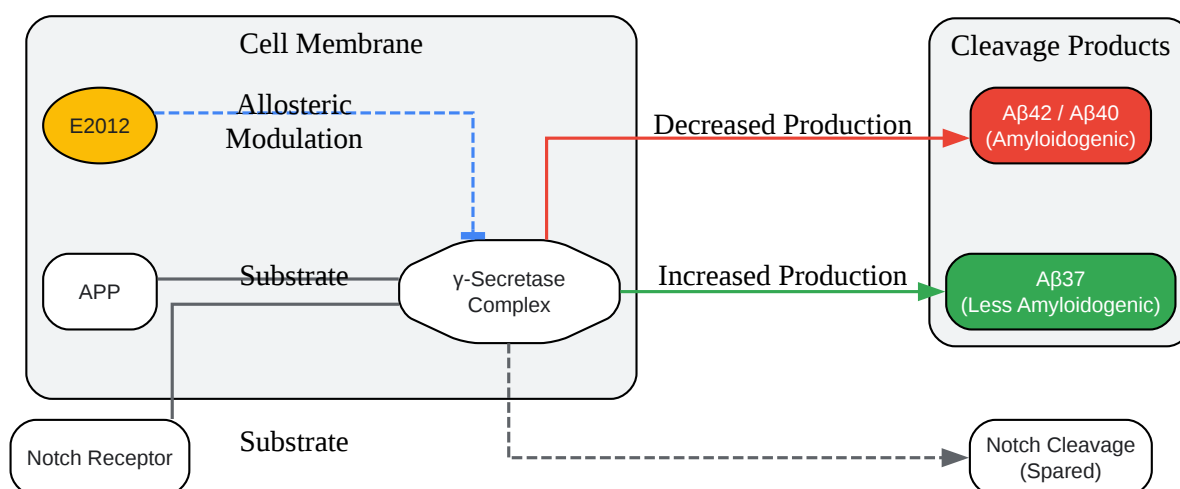 Cell Membrane
Cleavage Products
E2012
Allosteric
Modulation
Decreased Production
Aβ42 / Aβ40
(Amyloidogenic)
APP
Substrate
γ-Secretase
Complex
Increased Production
Aβ37
(Less Amyloidogenic)
Notch Receptor
Substrate
Notch Cleavage
(Spared)